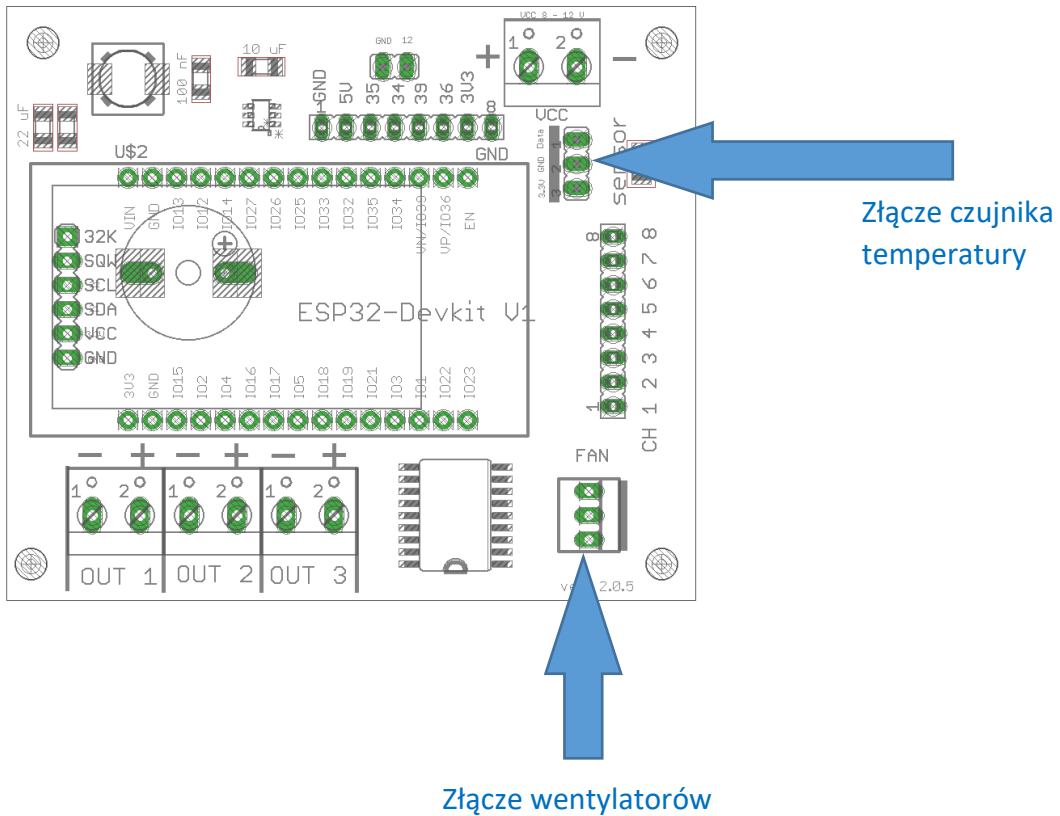 VCC 8 - 12 V
+ 1 2 -
VCC
10 uF
100 nF
22 uF
GND 12
GND 5V 35 34 39 36 3V3
1 8
GND
U$2
Data GND 3.3V
1 2 3
sensor
Złącze czujnika
temperatury
VIN GND IO13 IO12 IO14 IO27 IO26 IO25 IO33 IO32 IO35 IO34 VN/IO39 VP/IO36 EN
32K
SQW
SCL
SDA
VCC
GND
+
ESP32-Devkit V1
3V3 GND IO15 IO2 IO4 IO16 IO17 IO5 IO18 IO19 IO21 IO3 IO1 IO22 IO23
8 1
CH 1 2 3 4 5 6 7 8
- + - + - +
1 2 1 2 1 2
OUT 1 OUT 2 OUT 3
FAN
2.0.5
Złącze wentylatorów